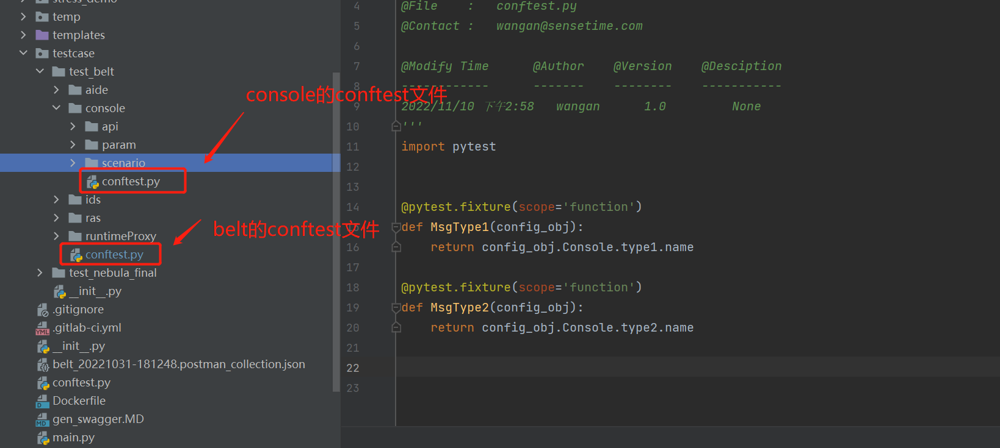 stress_demo
temp
templates
testcase
test_belt
aide
console
api
param
scenario
conftest.py
ids
ras
runtimeProxy
conftest.py
test_nebula_final
__init__.py
.gitignore
.gitlab-ci.yml
__init__.py
belt_20221031-181248.postman_collection.json
conftest.py
Dockerfile
gen_swagger.MD
main.py
console的conftest文件
belt的conftest文件
4 @File    :   conftest.py
5 @Contact :   wangan@sensetime.com
6
7 @Modify Time      @Author    @Version    @Desciption
8 ------------      -------    --------    -----------
9 2022/11/10 下午2:58   wangan      1.0         None
10 '''
11 import pytest
12
13
14 @pytest.fixture(scope='function')
15 def MsgType1(config_obj):
16     return config_obj.Console.type1.name
17
18 @pytest.fixture(scope='function')
19 def MsgType2(config_obj):
20     return config_obj.Console.type2.name
21
22
23